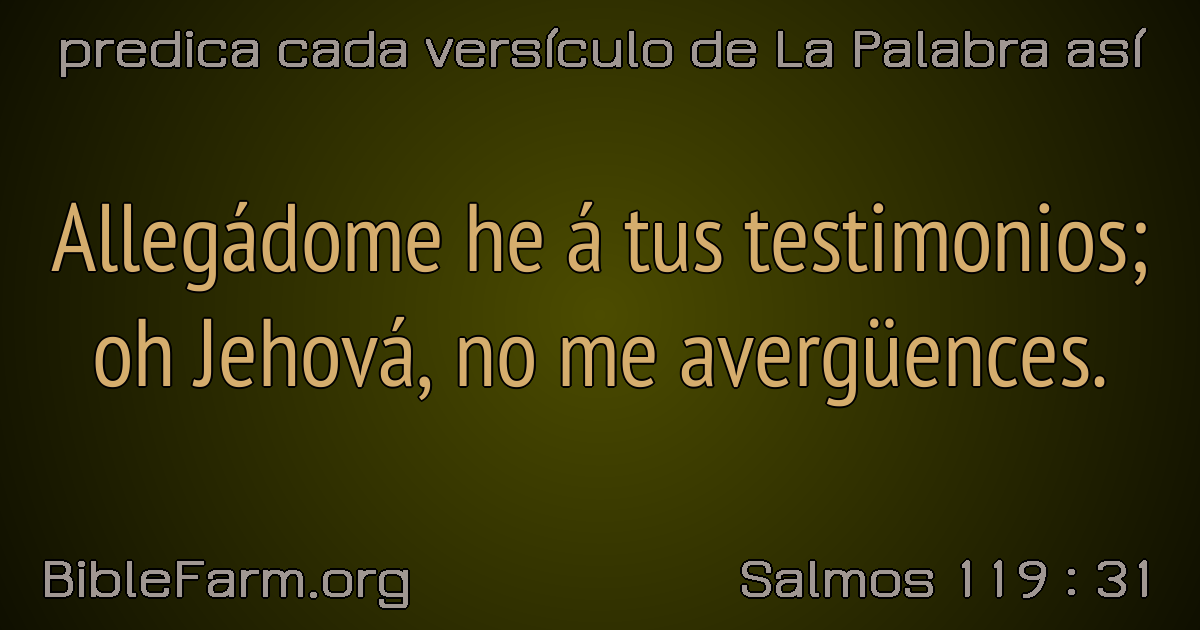 predica cada versículo de La Palabra así
Allegádome he á tus testimonios;
oh Jehová, no me avergüences.
BibleFarm.org
Salmos 119 : 31